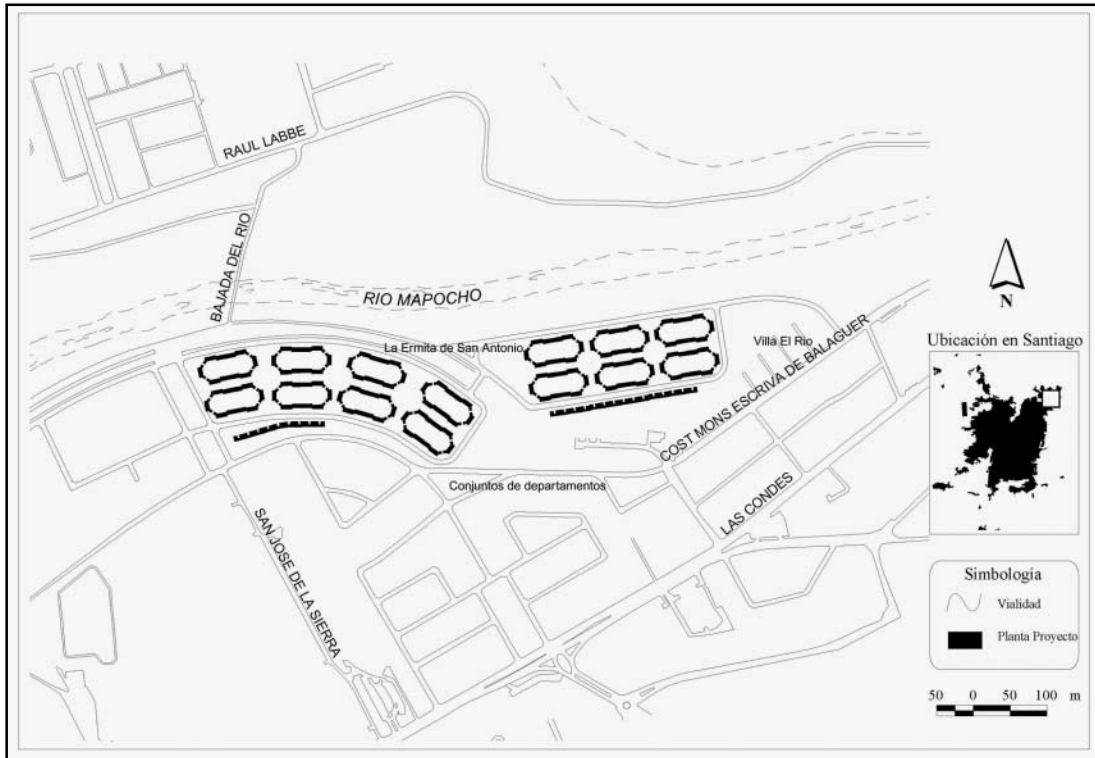 RAUL LABBE
BAJADA DEL RIO
RIO MAPOCHO
La Ermita de San Antonio
Villa El Rio
COST MONS ESCRIVA DE BALAGUER
LAS CONDES
Conjuntos de departamentos
SAN JOSE DE LA SIERRA
N
Ubicación en Santiago
Simbología
Vialidad
Planta Proyecto
50 0 50 100 m